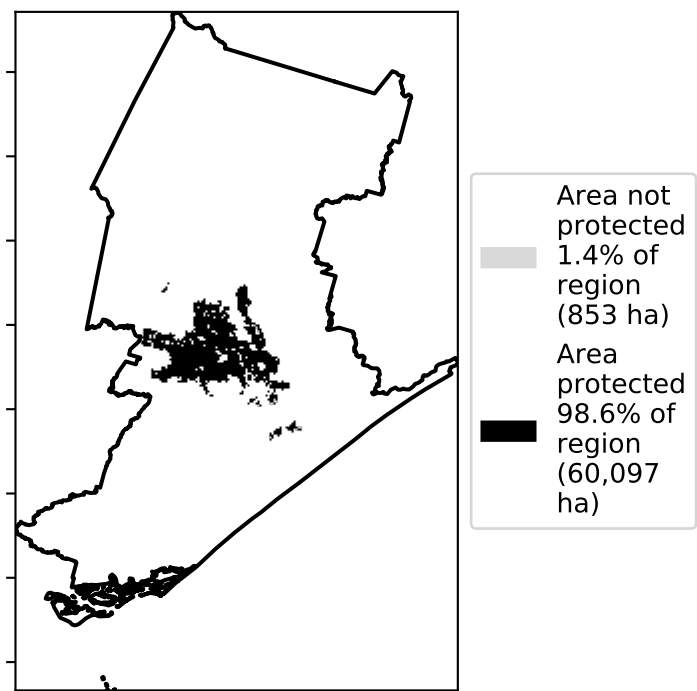 Area not
protected
1.4% of
region
(853 ha)
Area
protected
98.6% of
region
(60,097
ha)